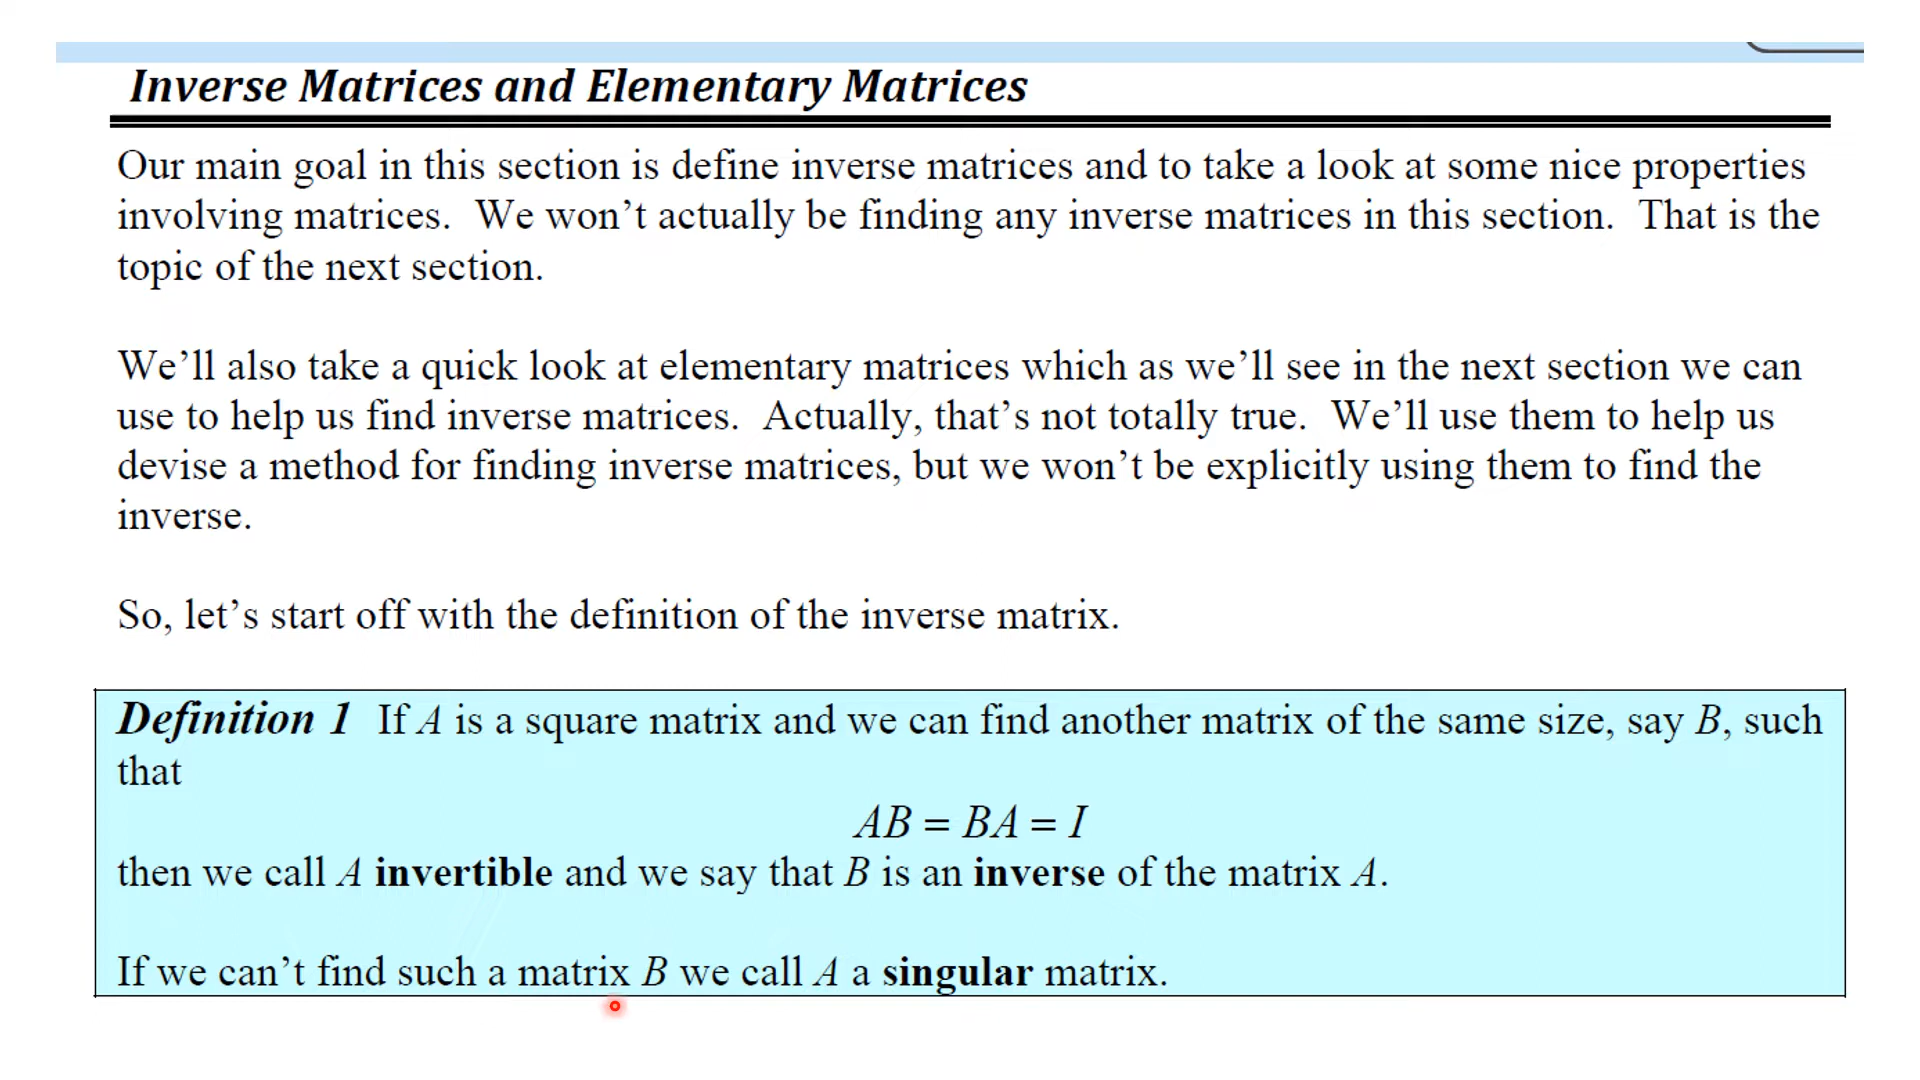 Inverse Matrices and Elementary Matrices
Our main goal in this section is define inverse matrices and to take a look at some nice properties
involving matrices.  We won’t actually be finding any inverse matrices in this section.  That is the
topic of the next section.
We’ll also take a quick look at elementary matrices which as we’ll see in the next section we can
use to help us find inverse matrices.  Actually, that’s not totally true.  We’ll use them to help us
devise a method for finding inverse matrices, but we won’t be explicitly using them to find the
inverse.
So, let’s start off with the definition of the inverse matrix.
Definition 1  If A is a square matrix and we can find another matrix of the same size, say B, such
that
AB = BA = I
then we call A invertible and we say that B is an inverse of the matrix A.
If we can’t find such a matrix B we call A a singular matrix.